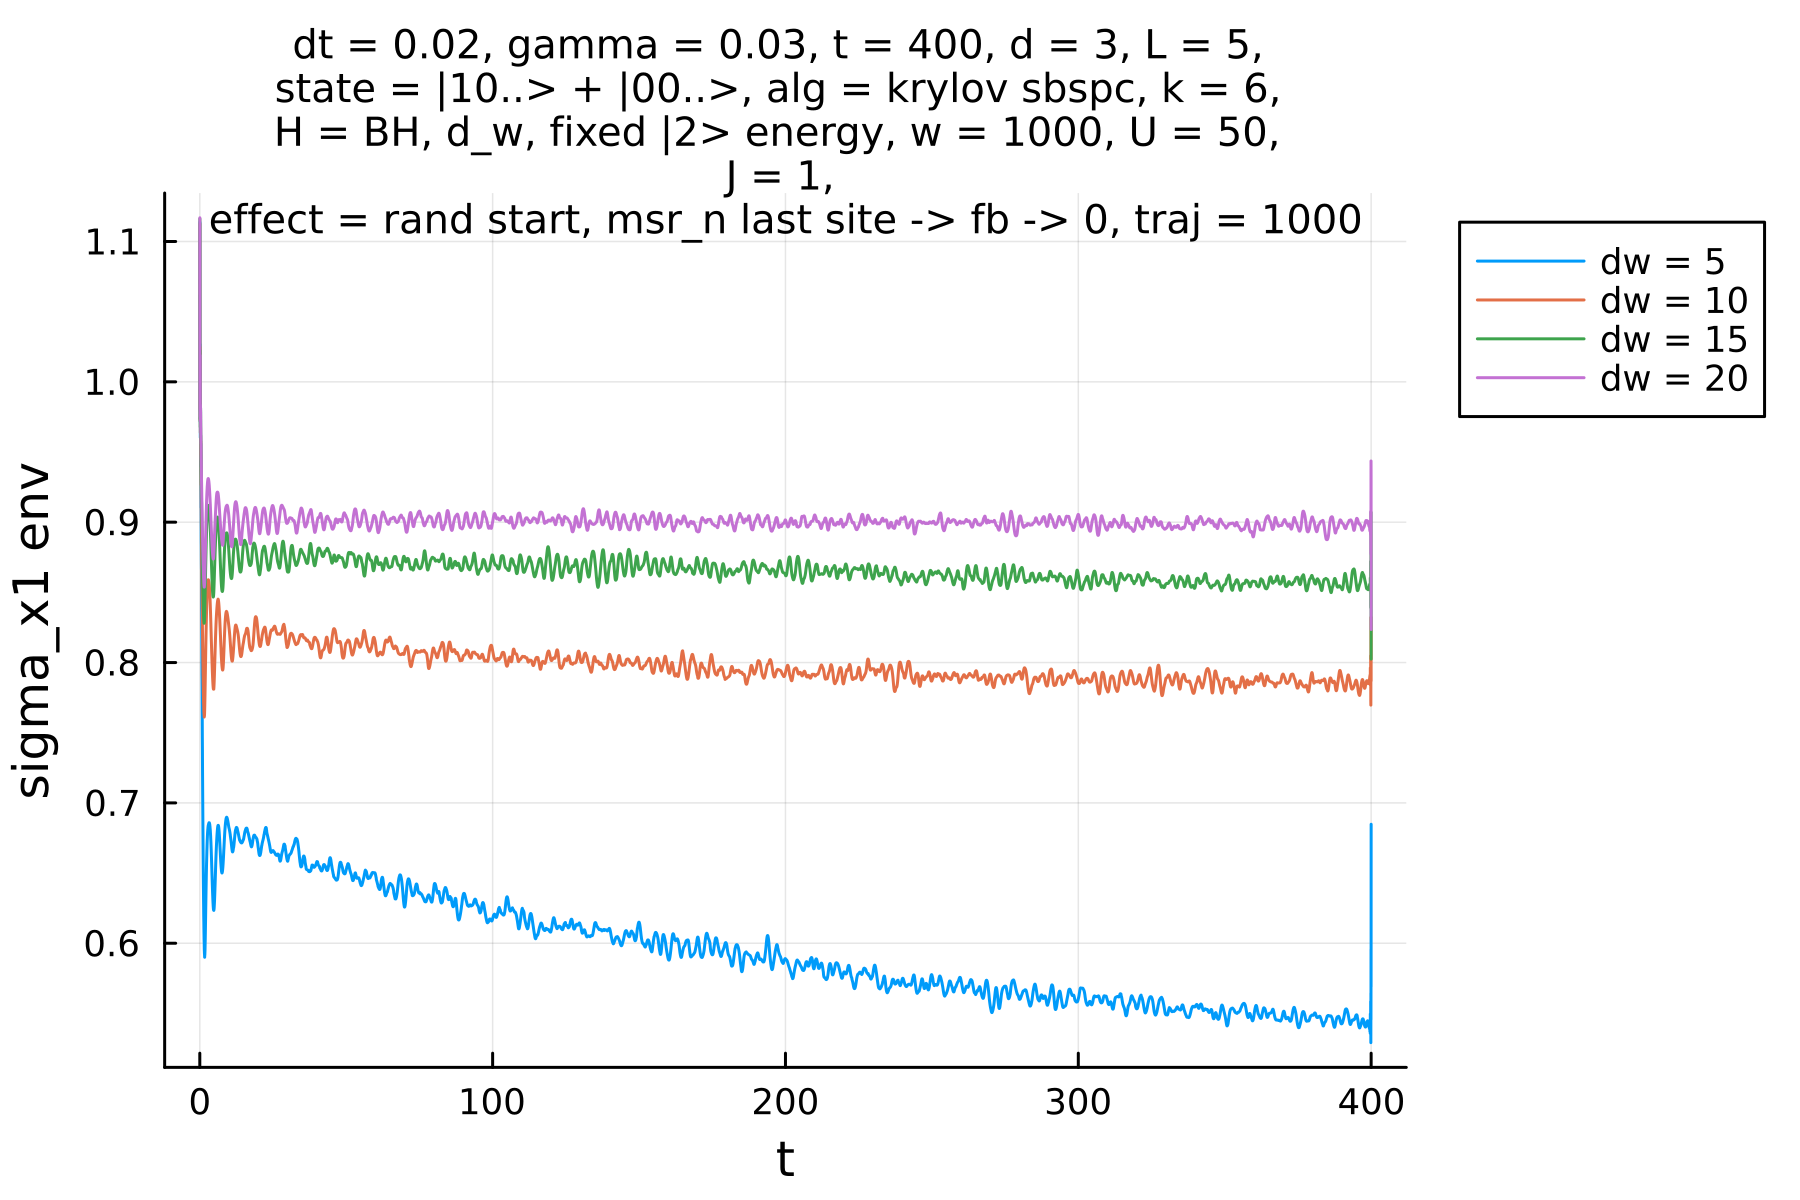 dt = 0.02, gamma = 0.03, t = 400, d = 3, L = 5,
state = |10..> + |00..>, alg = krylov sbspc, k = 6,
H = BH, d_w, fixed |2> energy, w = 1000, U = 50,
J = 1,
effect = rand start, msr_n last site -> fb -> 0, traj = 1000
sigma_x1 env
1.1
1.0
0.9
0.8
0.7
0.6
0
100
200
300
400
t
dw = 5
dw = 10
dw = 15
dw = 20